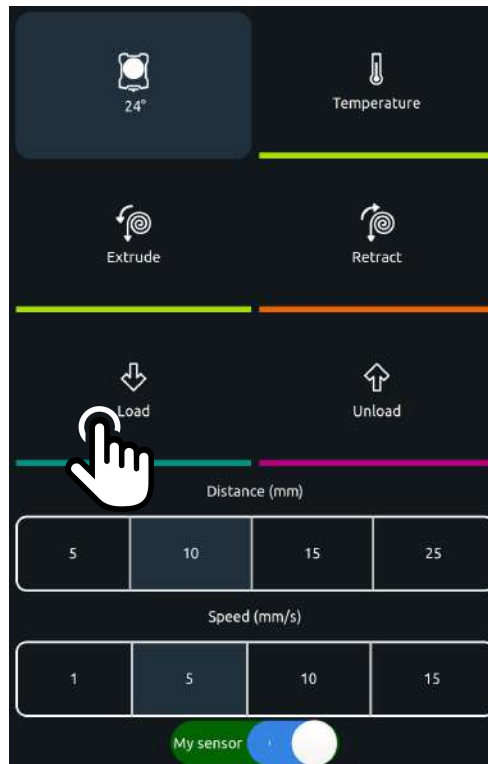 24°
Temperature
Extrude
Retract
Load
Unload
Distance (mm)
5 10 15 25
Speed (mm/s)
1 5 10 15
My sensor